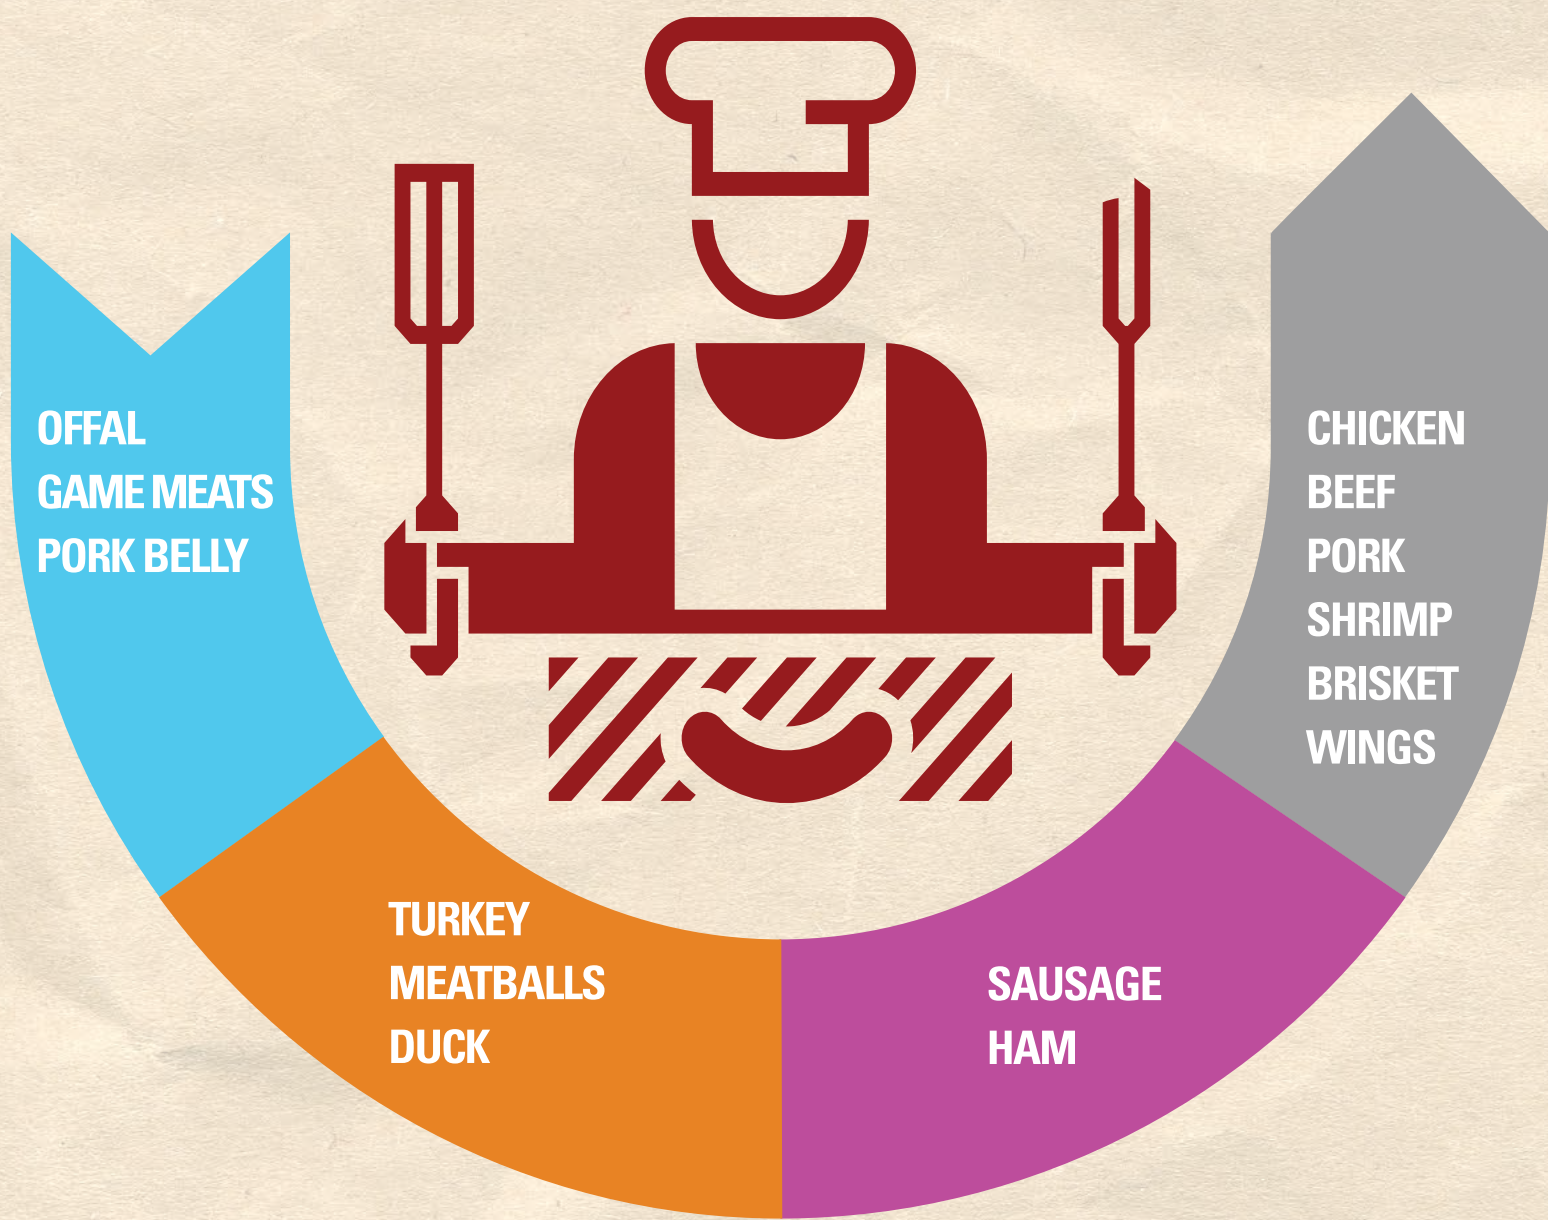 OFFAL
GAME MEATS
PORK BELLY
TURKEY
MEATBALLS
DUCK
SAUSAGE
HAM
CHICKEN
BEEF
PORK
SHRIMP
BRISKET
WINGS